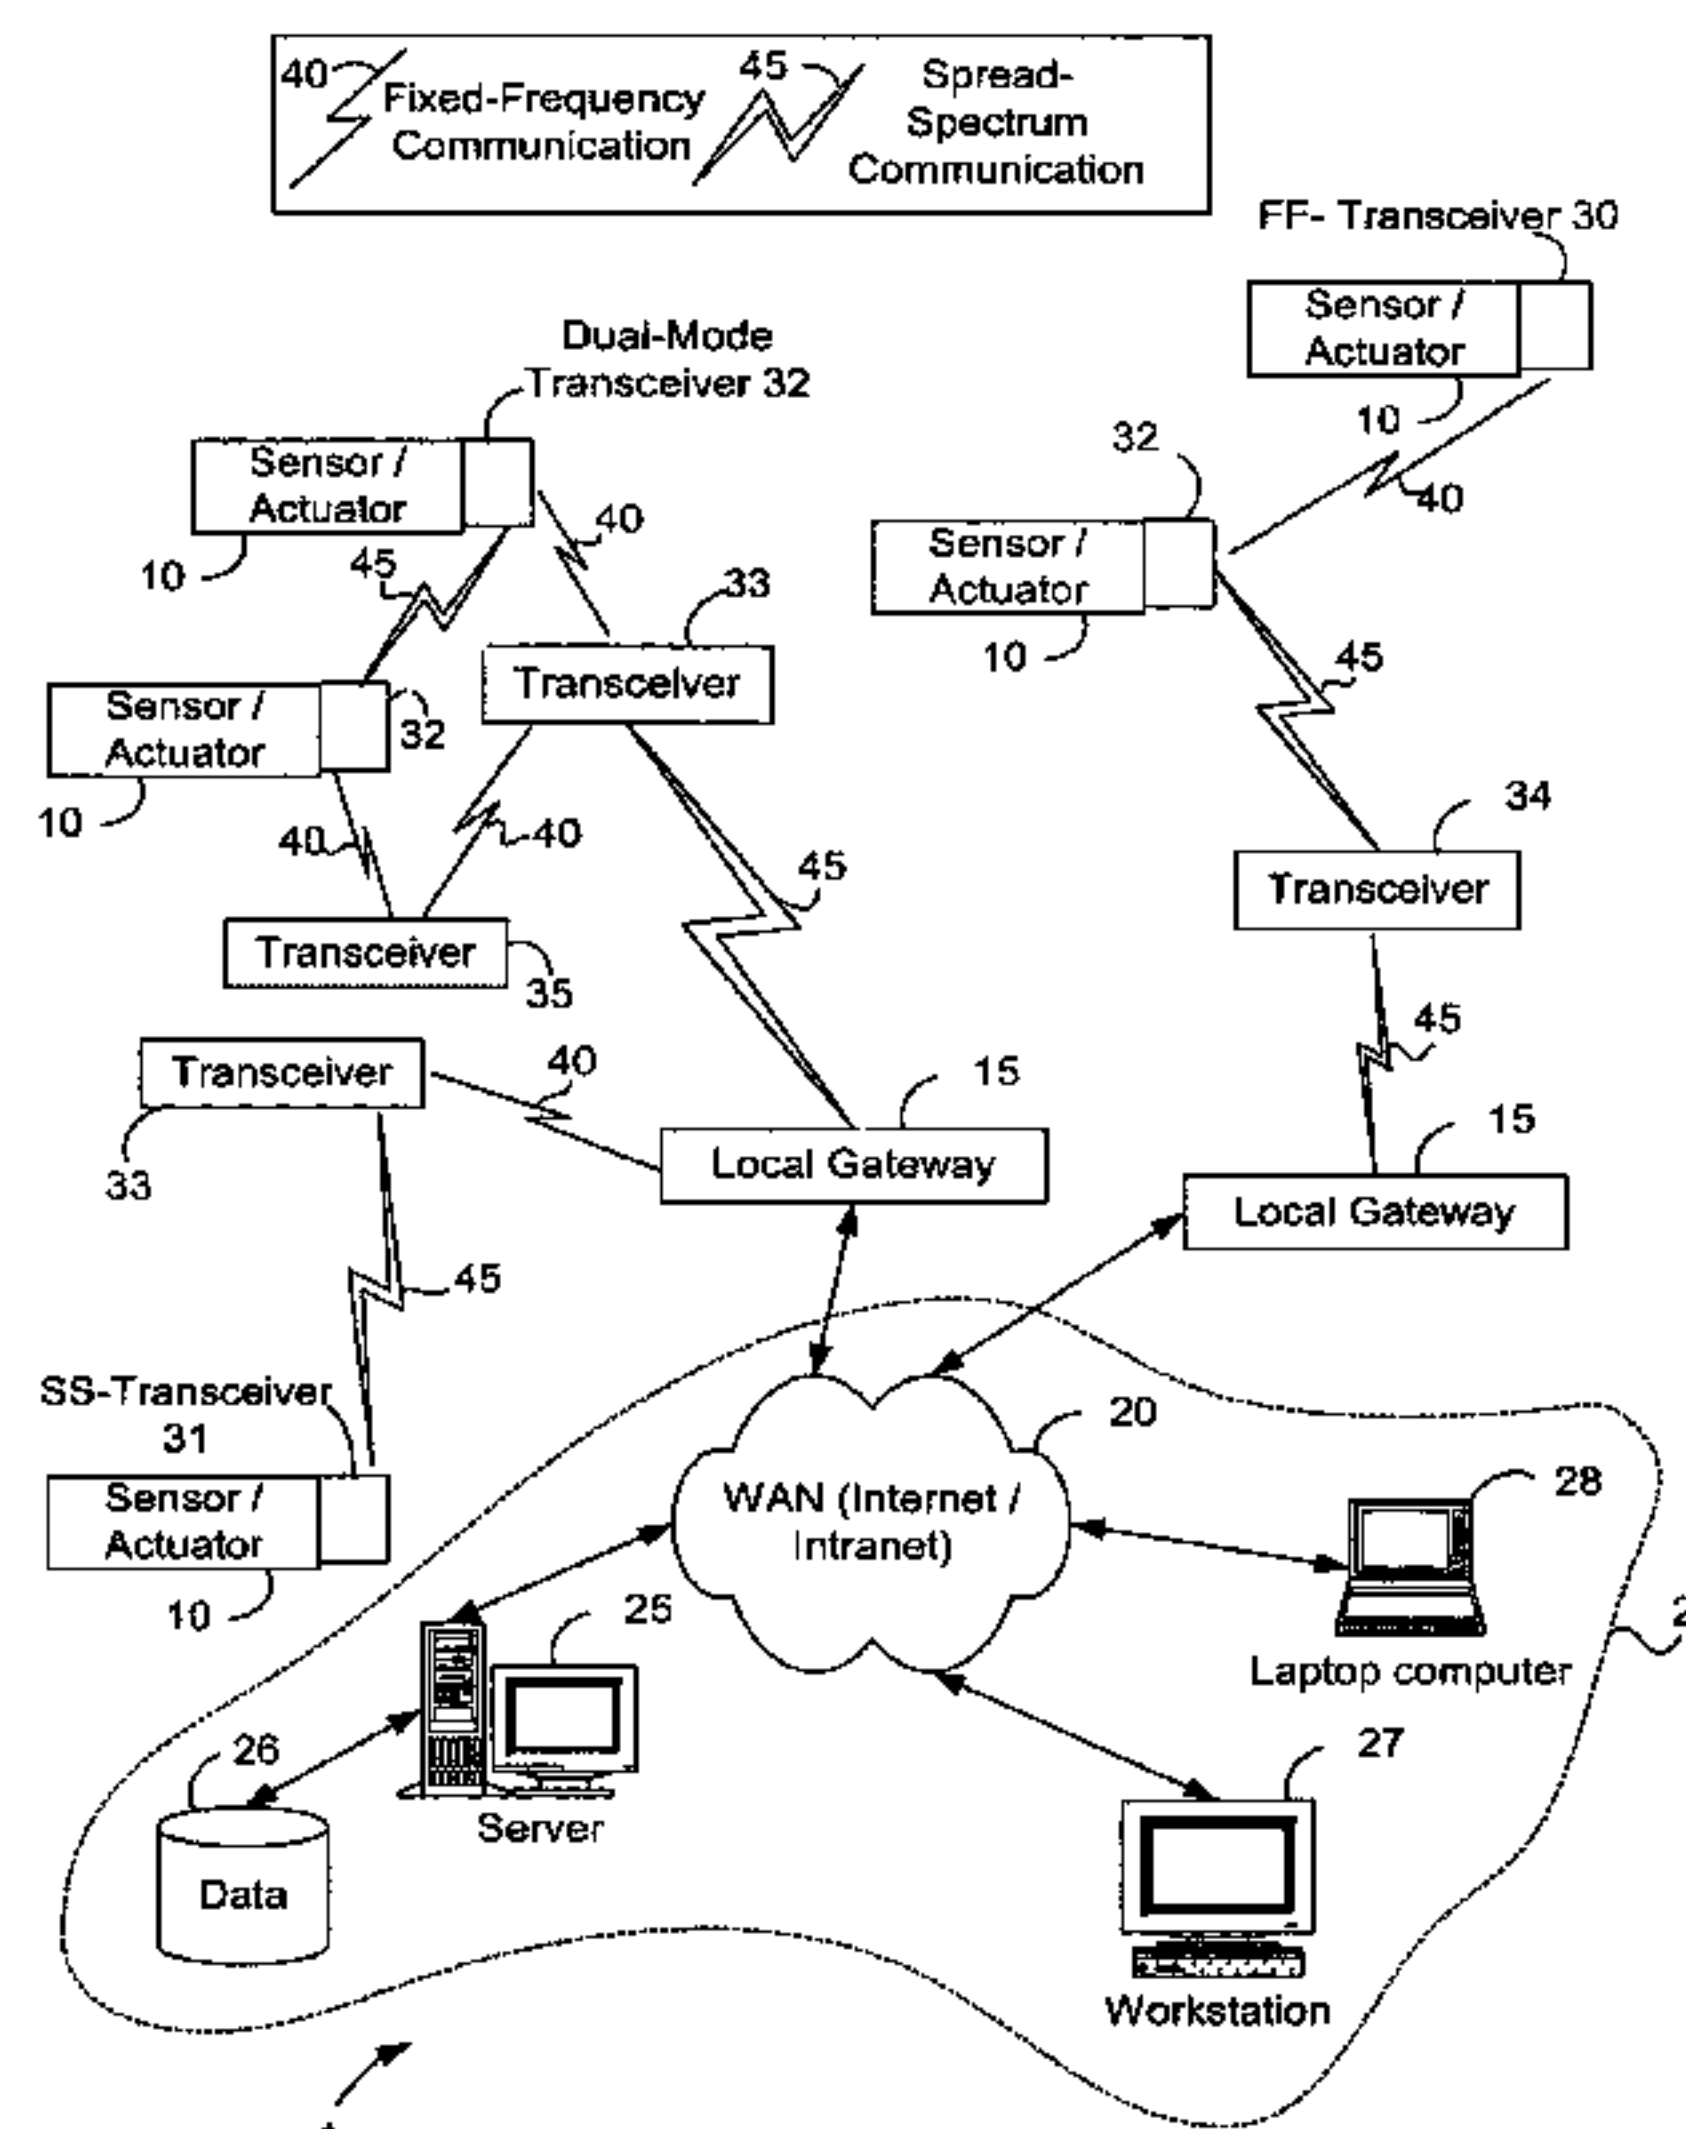 40
Fixed-Frequency
Communication
45
Spread-
Spectrum
Communication
FF- Transceiver 30
Sensor /
Actuator
10
40
Dual-Mode
Transceiver 32
Sensor /
Actuator
10
45
40
32
Sensor /
Actuator
10
45
33
Transceiver
Sensor /
Actuator
32
10
40
40
45
34
Transceiver
Transceiver
35
45
Transceiver
33
40
15
Local Gateway
15
Local Gateway
45
SS-Transceiver
31
Sensor /
Actuator
10
20
WAN (Internet /
Intranet)
28
Laptop computer
25
Server
26
Data
27
Workstation